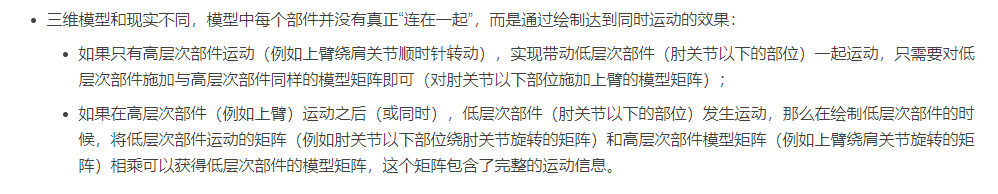 三维模型和现实不同，模型中每个部件并没有真正“连在一起”，而是通过绘制达到同时运动的效果：
如果只有高层次部件运动（例如上臂绕肩关节顺时针转动），实现带动低层次部件（肘关节以下的部位）一起运动，只需要对低
层次部件施加与高层次部件同样的模型矩阵即可（对肘关节以下部位施加上臂的模型矩阵）；
如果在高层次部件（例如上臂）运动之后（或同时），低层次部件（肘关节以下的部位）发生运动，那么在绘制低层次部件的时
候，将低层次部件运动的矩阵（例如肘关节以下部位绕肘关节旋转的矩阵）和高层次部件模型矩阵（例如上臂绕肩关节旋转的矩
阵）相乘可以获得低层次部件的模型矩阵，这个矩阵包含了完整的运动信息。